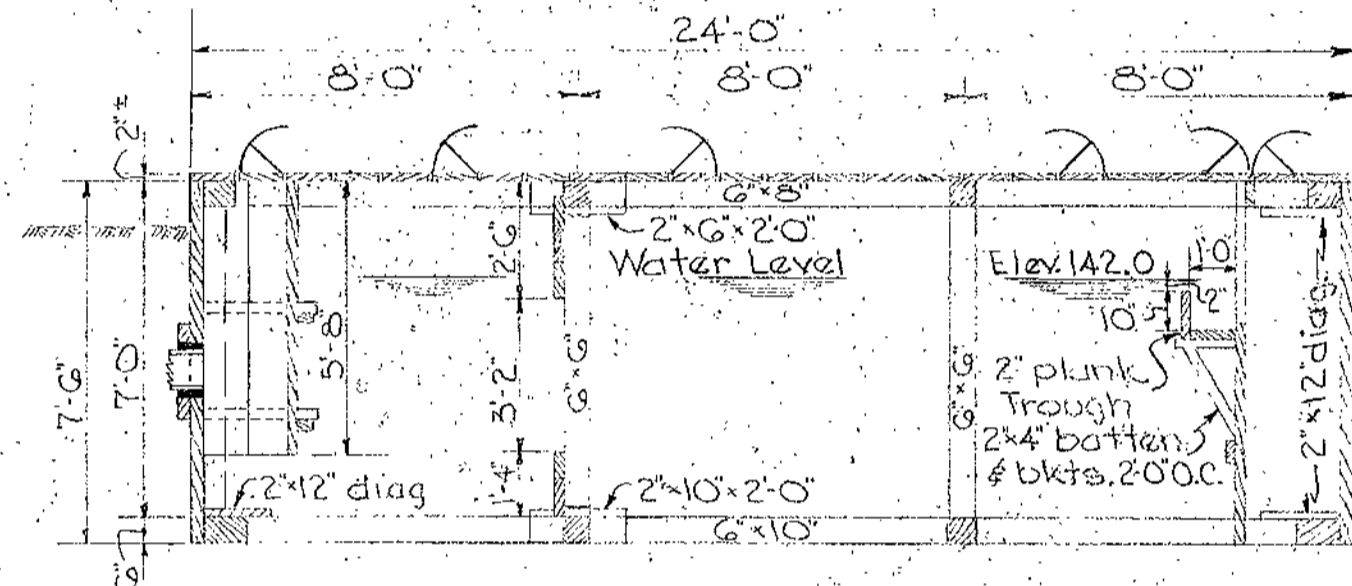 24'-0"
8'-0" 8'-0" 8'-0"
2"±
6"×8"
2"×6"×2'-0"
Water Level
Elev. 142.0
1'-0"
2"
10"
5"
2'-6"
5'-8"
3'-2"
1'-4"
7'-6"
7'-0"
6"×6"
6"×6"
2" plank
Trough
2"×4" batten
& bkts. 2'-0" O.C.
2"×12" diag.
2"×12" diag
2"×10"×2'-0"
6"×10"
6"